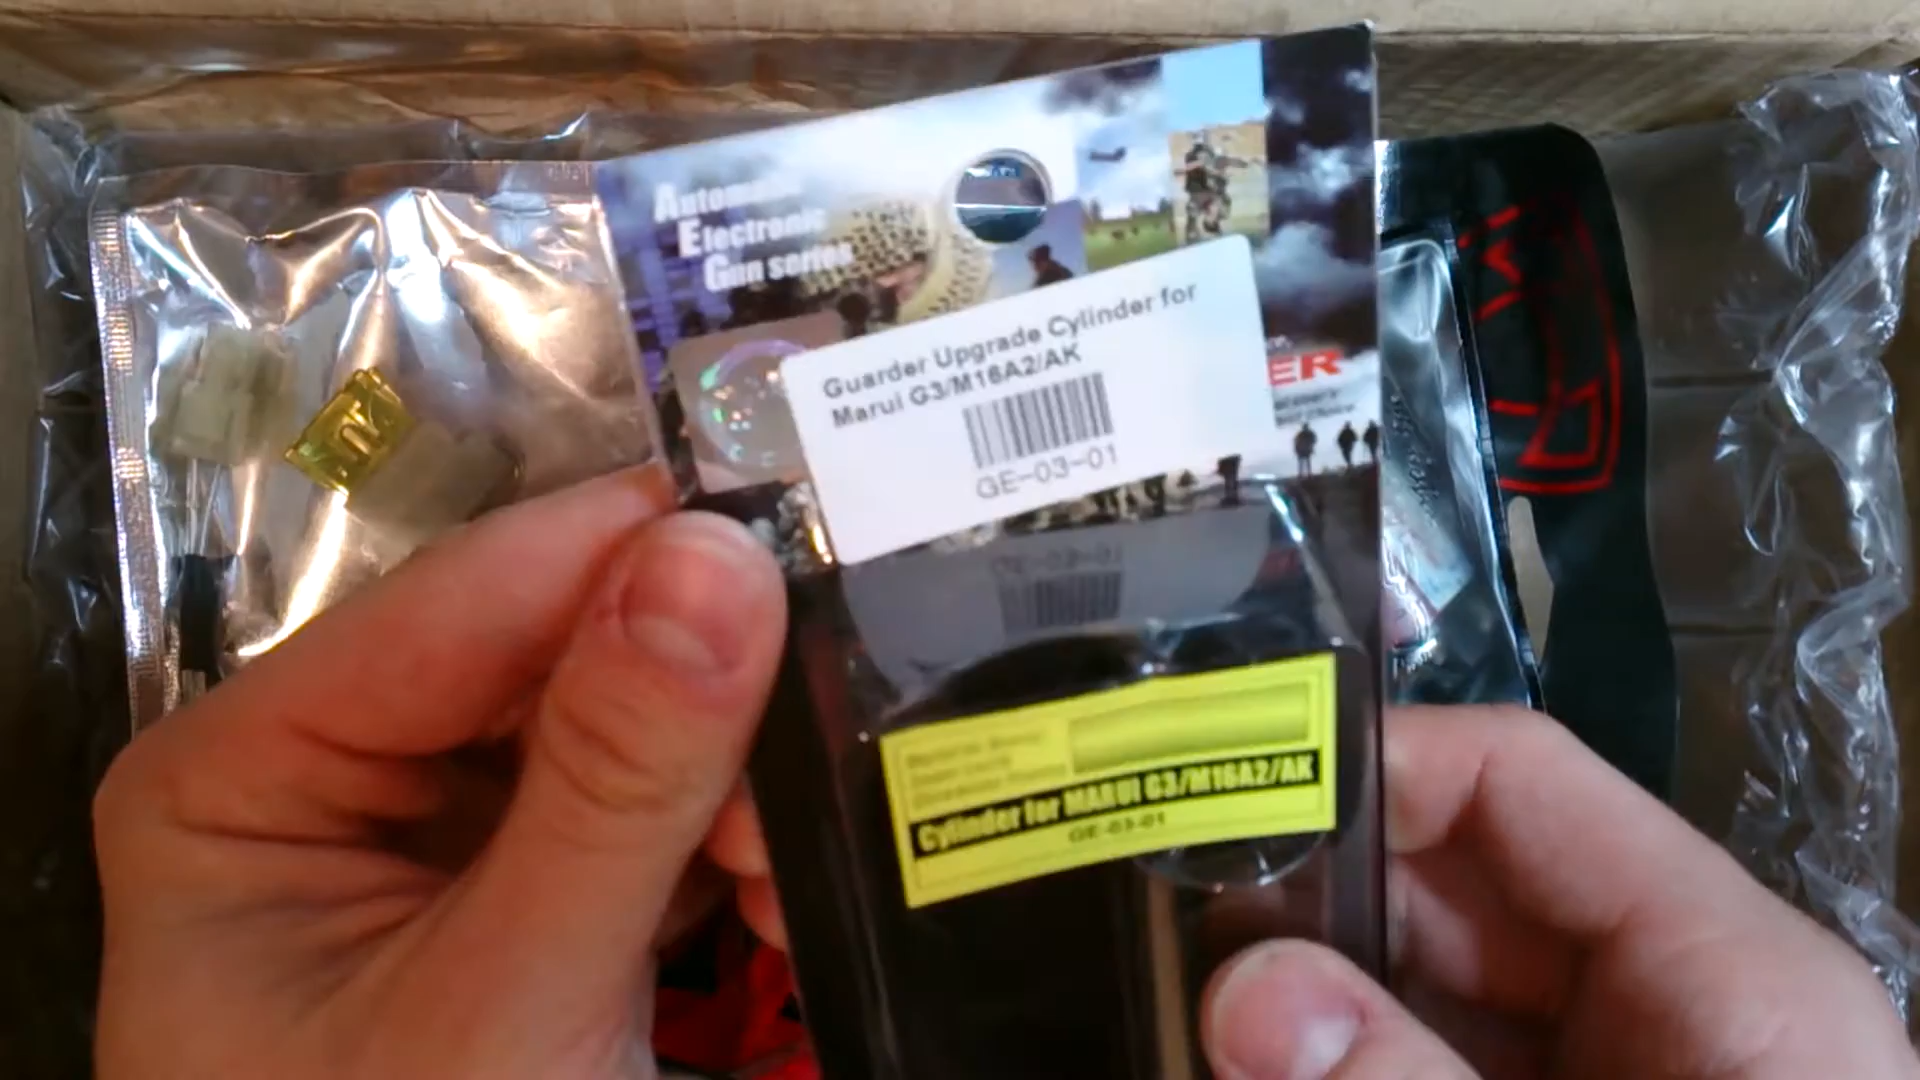 Automatic
Electronic
Gun series
Guarder Upgrade Cylinder for
Marui G3/M16A2/AK
GE-03-01
ER
Cylinder for MARUI G3/M16A2/AK
GE-03-01